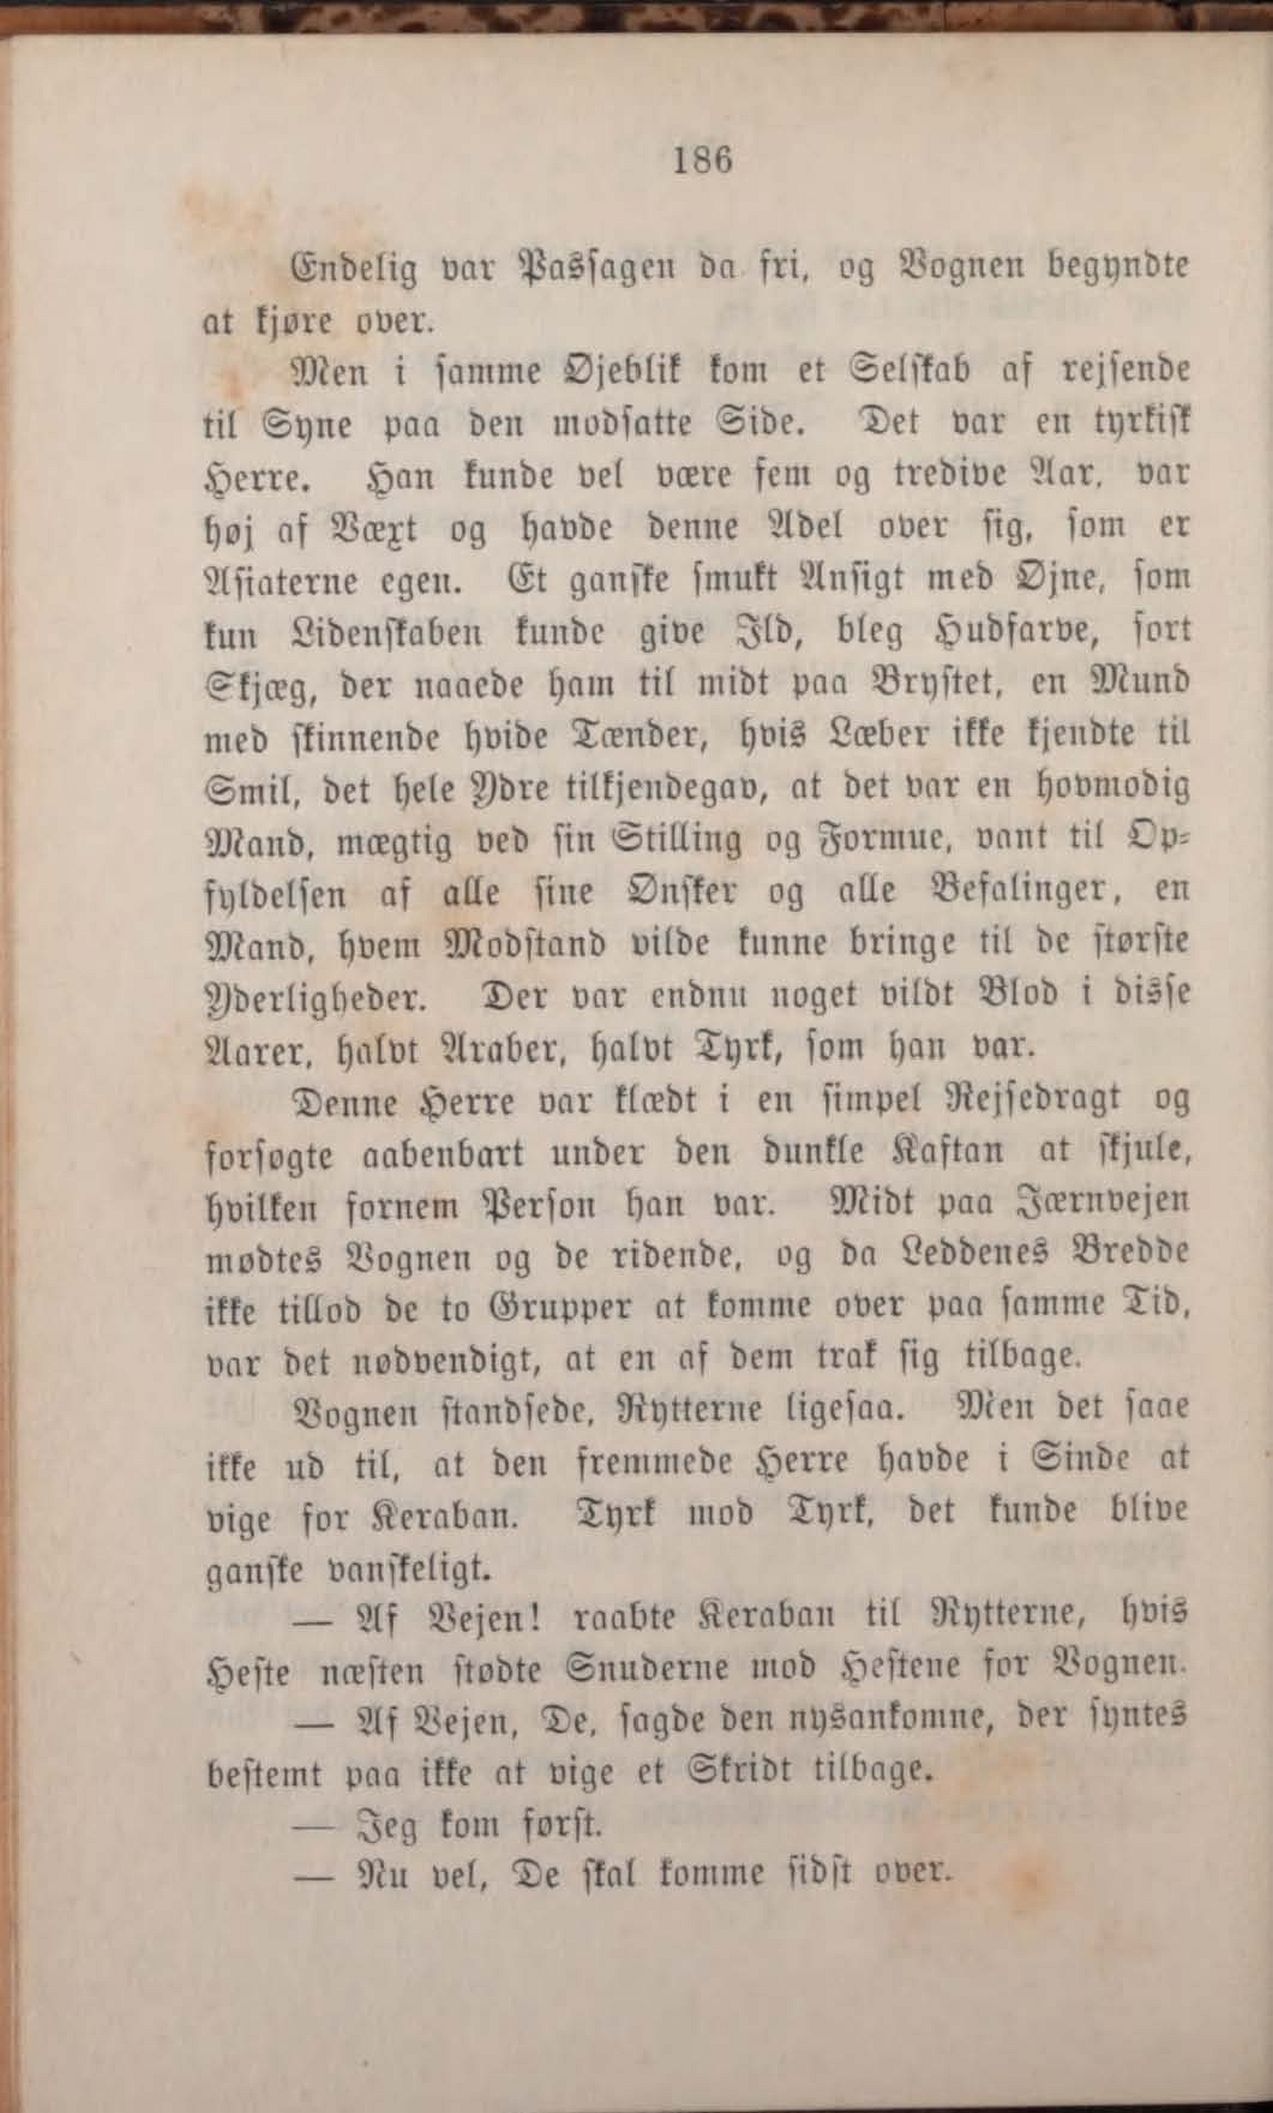 186
Endelig var Passagen da fri, og Vognen begyndte
at kjøre over.
Men i samme Øjeblik kom et Selskab af rejsende
til Syne paa den modsatte Side. Det var en tyrkisk
Herre. Han kunde vel være fem og tredive Aar, var
høj af Væxt og havde denne Adel over sig, som er
Asiaterne egen. Et ganske smukt Ansigt med Øjne, som
kun Lidenskaben kunde give Ild, bleg Hudfarve, sort
Skjæg, der naaede ham til midt paa Brystet, en Mund
med skinnende hvide Tænder, hvis Læber ikke kjendte til
Smil, det hele Ydre tilkjendegav, at det var en hovmodig
Mand, mægtig ved sin Stilling og Formue, vant til Op-
fyldelsen af alle sine Ønsker og alle Befalinger, en
Mand, hvem Modstand vilde kunne bringe til de største
Yderligheder. Der var endnu noget vildt Blod i disse
Aarer, halvt Araber, halvt Tyrk, som han var.
Denne Herre var klædt i en simpel Rejsedragt og
forsøgte aabenbart under den dunkle Kaftan at skjule,
hvilken fornem Person han var. Midt paa Jærnvejen
mødtes Vognen og de ridende, og da Leddenes Bredde
ikke tillod de to Grupper at komme over paa samme Tid,
var det nødvendigt, at en af dem trak sig tilbage.
Vognen standsede, Rytterne ligesaa. Men det saae
ikke ud til, at den fremmede Herre havde i Sinde at
vige for Keraban. Tyrk mod Tyrk, det kunde blive
ganske vanskeligt.
— Af Vejen! raabte Keraban til Rytterne, hvis
Heste næsten stødte Snuderne mod Hestene for Vognen.
— Af Vejen, De, sagde den nysankomne, der syntes
bestemt paa ikke at vige et Skridt tilbage.
— Jeg kom først.
— Nu vel, De skal komme sidst over.